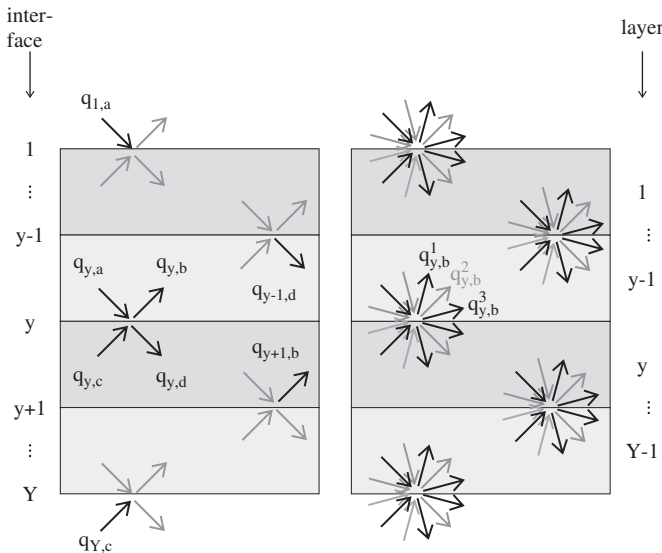 inter-
face
layer
q1,a
1
⋮
y-1
1
⋮
y-1
qy,a
qy,b
qy-1,d
q¹y,b
q²y,b
q³y,b
y
qy,c
qy,d
qy+1,b
y
y+1
⋮
⋮
Y-1
Y
qY,c